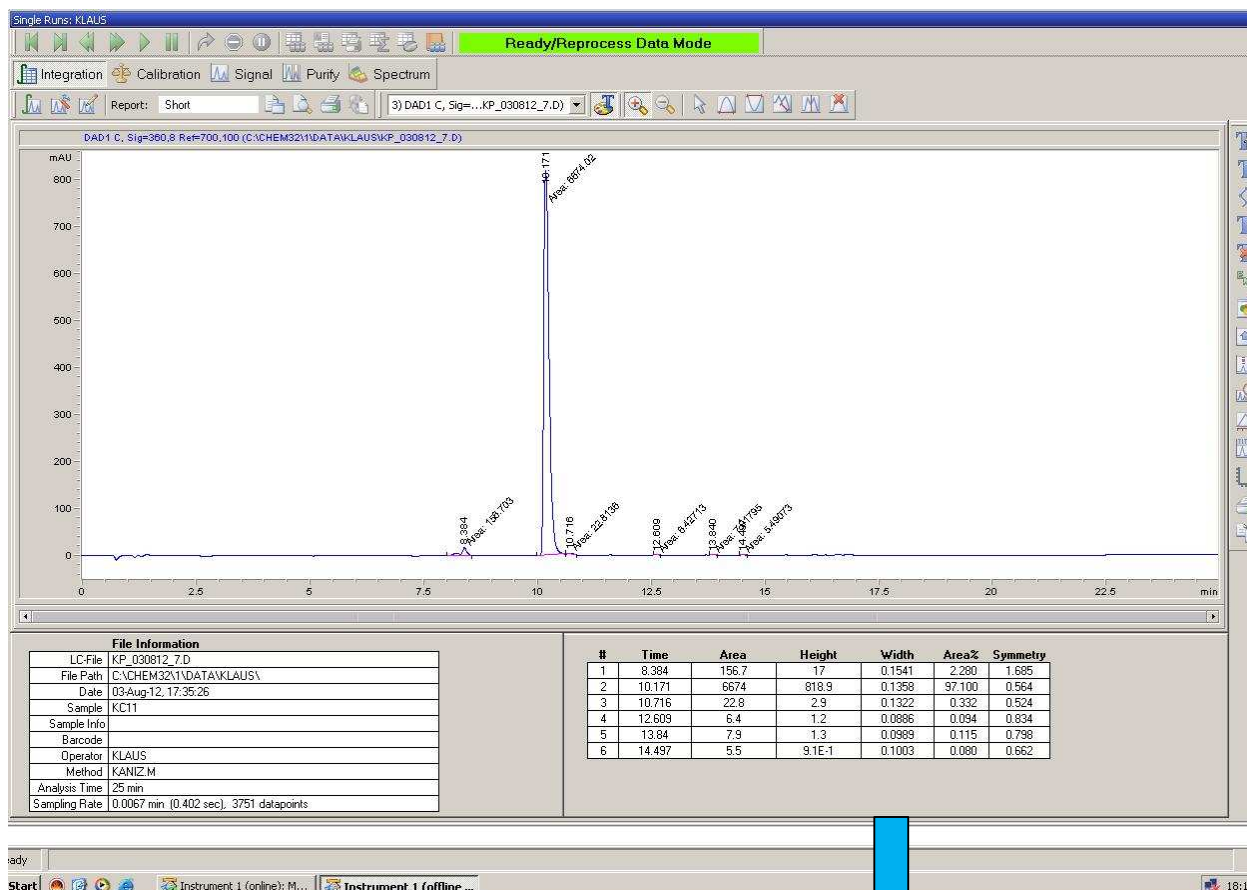 Single Runs: KLAUS
Ready/Reprocess Data Mode
Integration Calibration Signal Purify Spectrum
Report: Short 3) DAD1 C, Sig=...KP_030812_7.D)
DAD1 C, Sig=360,8 Ref=700,100 (C:\CHEM32\1\DATA\KLAUS\KP_030812_7.D)
mAU
800
700
600
500
400
300
200
100
0
10.171
Area: 6674.02
8.384
Area: 156.703
10.716
Area: 22.8136
12.609
Area: 6.42713
13.840
14.497
Area: 5.49073
0 2.5 5 7.5 10 12.5 15 17.5 20 22.5 min
File Information
LC-File KP_030812_7.D
File Path C:\CHEM32\1\DATA\KLAUS\
Date 03-Aug-12, 17:35:26
Sample KC11
Sample Info
Barcode
Operator KLAUS
Method KANIZ.M
Analysis Time 25 min
Sampling Rate 0.0067 min (0.402 sec), 3751 datapoints
# Time Area Height Width Area% Symmetry
1 8.384 156.7 17 0.1541 2.280 1.685
2 10.171 6674 818.9 0.1358 97.100 0.564
3 10.716 22.8 2.9 0.1322 0.332 0.524
4 12.609 6.4 1.2 0.0886 0.094 0.834
5 13.84 7.9 1.3 0.0989 0.115 0.798
6 14.497 5.5 9.1E-1 0.1003 0.080 0.662
eady
Start Instrument 1 (online): M... Instrument 1 (offline ... 18:1